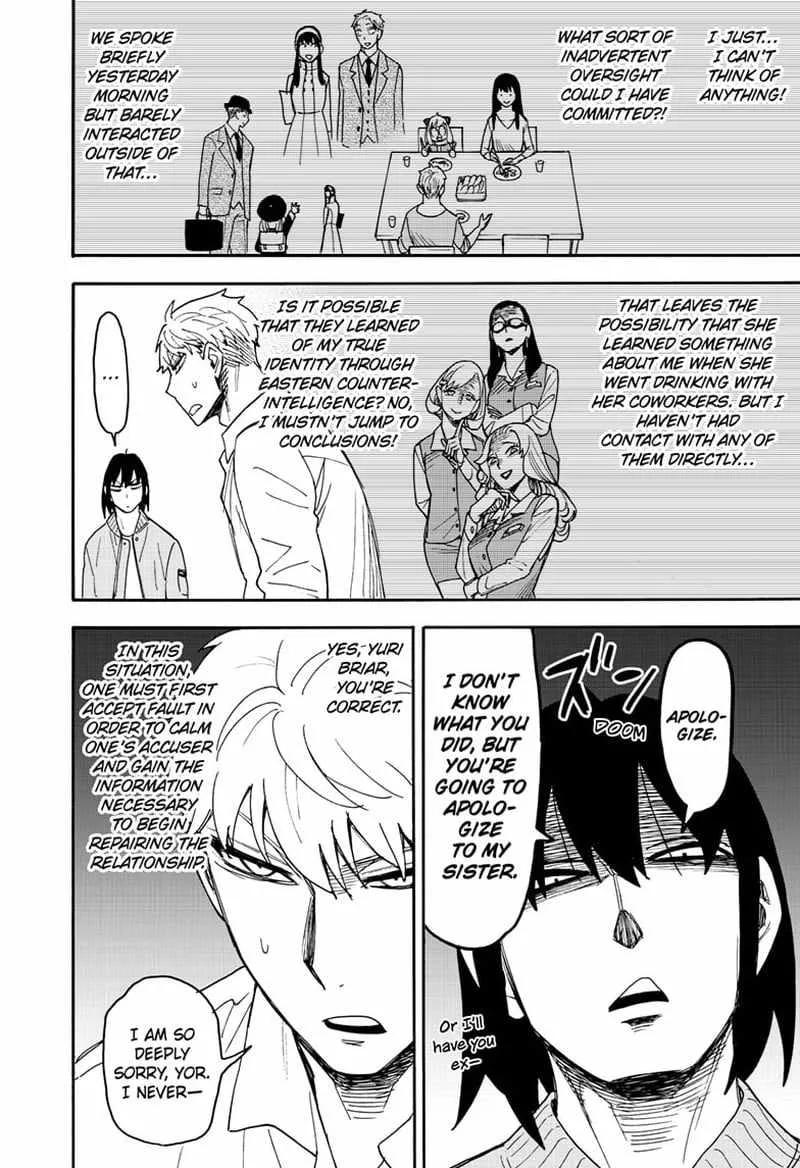 I JUST...
I CAN'T
THINK OF
ANYTHING!
WHAT SORT OF
INADVERTENT
OVERSIGHT
COULD I HAVE
COMMITTED?!
WE SPOKE
BRIEFLY
YESTERDAY
MORNING
BUT BARELY
INTERACTED
OUTSIDE OF
THAT...
THAT LEAVES THE
POSSIBILITY THAT SHE
LEARNED SOMETHING
ABOUT ME WHEN SHE
WENT DRINKING WITH
HER COWORKERS. BUT I
HAVEN'T HAD
CONTACT WITH ANY OF
THEM DIRECTLY...
IS IT POSSIBLE
THAT THEY LEARNED
OF MY TRUE
IDENTITY THROUGH
EASTERN COUNTER-
INTELLIGENCE? NO,
I MUSTN'T JUMP TO
CONCLUSIONS!
...
APOLO-
GIZE.
ズン
DOOM
I DON'T
KNOW
WHAT YOU
DID, BUT
YOU'RE
GOING TO
APOLO-
GIZE
TO MY
SISTER.
Or I'll
have you
ex—
YES, YURI
BRIAR,
YOU'RE
CORRECT.
IN THIS
SITUATION,
ONE MUST FIRST
ACCEPT FAULT IN
ORDER TO CALM
ONE'S ACCUSER
AND GAIN THE
INFORMATION
NECESSARY
TO BEGIN
REPAIRING THE
RELATIONSHIP.
I AM SO
DEEPLY
SORRY, YOR.
I NEVER—